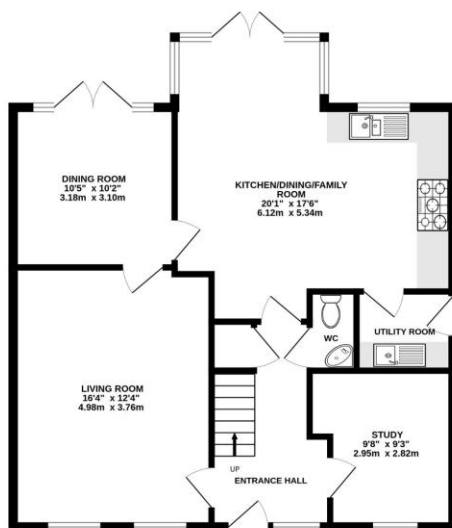 DINING ROOM
10'5" x 10'2"
3.18m x 3.10m
KITCHEN/DINING/FAMILY
ROOM
20'1" x 17'6"
6.12m x 5.34m
WC
UTILITY ROOM
LIVING ROOM
16'4" x 12'4"
4.98m x 3.76m
STUDY
9'8" x 9'3"
2.95m x 2.82m
UP
ENTRANCE HALL